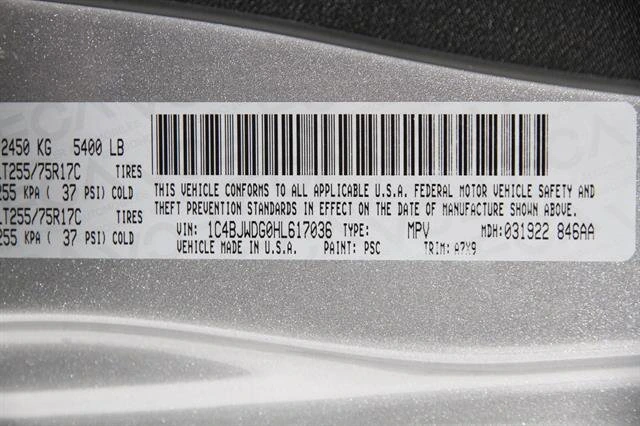 2450 KG 5400 LB
LT255/75R17C TIRES
255 KPA ( 37 PSI) COLD
LT255/75R17C TIRES
255 KPA ( 37 PSI) COLD
THIS VEHICLE CONFORMS TO ALL APPLICABLE U.S.A. FEDERAL MOTOR VEHICLE SAFETY AND
THEFT PREVENTION STANDARDS IN EFFECT ON THE DATE OF MANUFACTURE SHOWN ABOVE.
VIN: 1C4BJWDG0HL617036 TYPE: MPV MDH:031922 846AA
VEHICLE MADE IN U.S.A. PAINT: PSC TRIM: A7X9